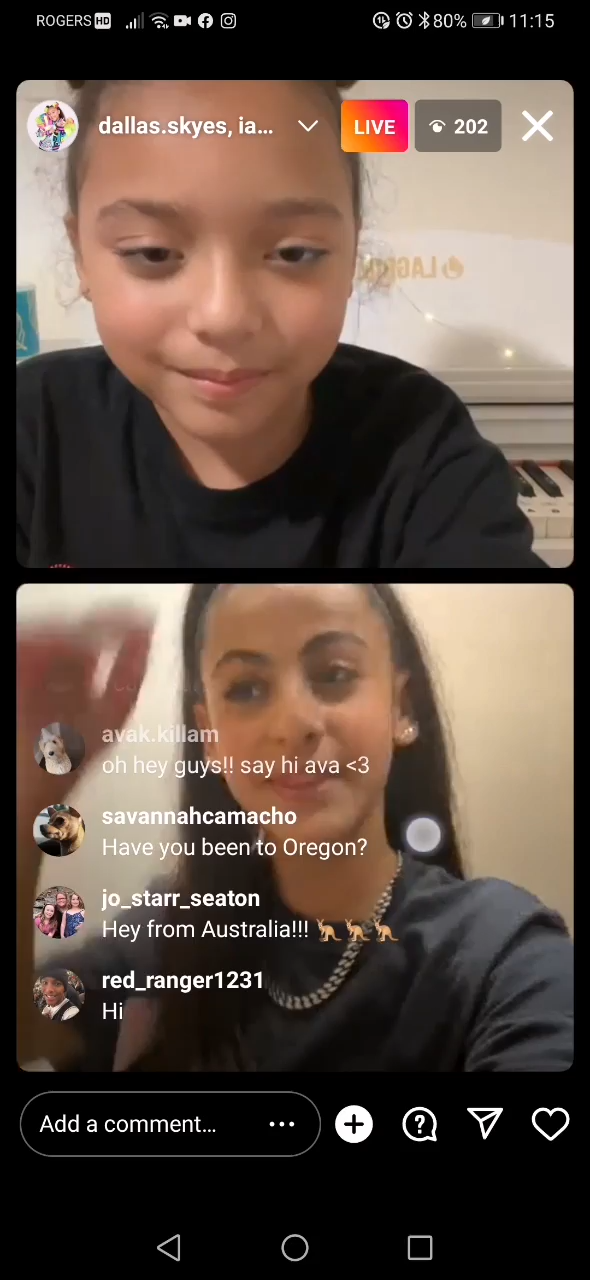 ROGERS HD 80% 11:15
dallas.skyes, ia... LIVE 202
avak.killam
oh hey guys!! say hi ava <3
savannahcamacho
Have you been to Oregon?
jo_starr_seaton
Hey from Australia!!! 🦘🦘🦘
red_ranger1231
Hi
Add a comment...